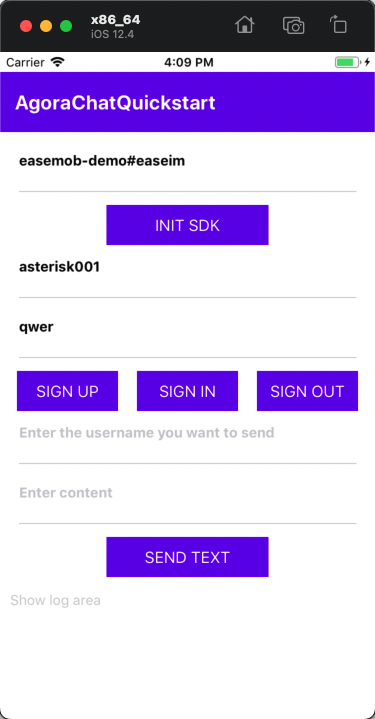 x86_64
iOS 12.4
Carrier 4:09 PM
AgoraChatQuickstart
easemob-demo#easeim
INIT SDK
asterisk001
qwer
SIGN UP SIGN IN SIGN OUT
Enter the username you want to send
Enter content
SEND TEXT
Show log area